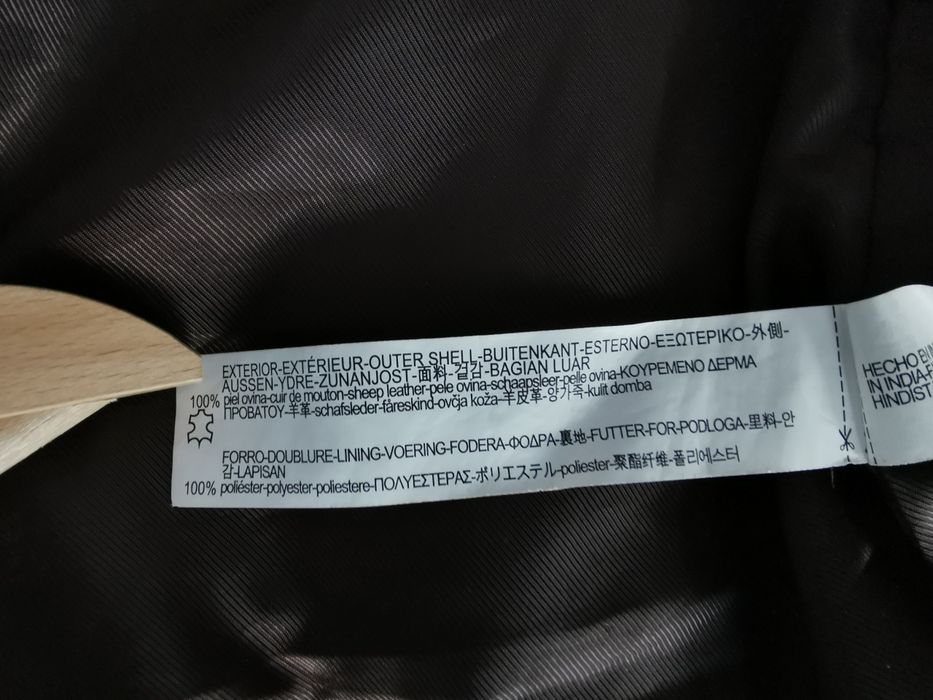 EXTERIOR-EXTÉRIEUR-OUTER SHELL-BUITENKANT-ESTERNO-ΕΞΩΤΕΡΙΚΟ-外側-
AUSSEN-YDRE-ZUNANJOST-面料-겉감-BAGIAN LUAR
100% piel ovina-cuir de mouton-sheep leather-pele ovina-schaapsleer-pelle ovina-ΚΟΥΡΕΜΕΝΟ ΔΕΡΜΑ
ΠΡΟΒΑΤΟΥ-羊革-schafsleder-fåreskind-ovčja koža-羊皮革-양가죽-kulit domba
FORRO-DOUBLURE-LINING-VOERING-FODERA-ΦΟΔΡΑ-裏地-FUTTER-FOR-PODLOGA-里料-안
감-LAPISAN
100% poliéster-polyester-poliestere-ΠΟΛΥΕΣΤΕΡΑΣ-ポリエステル-poliester-聚酯纤维-폴리에스터
HECHO
IN INDIA
HINDIST